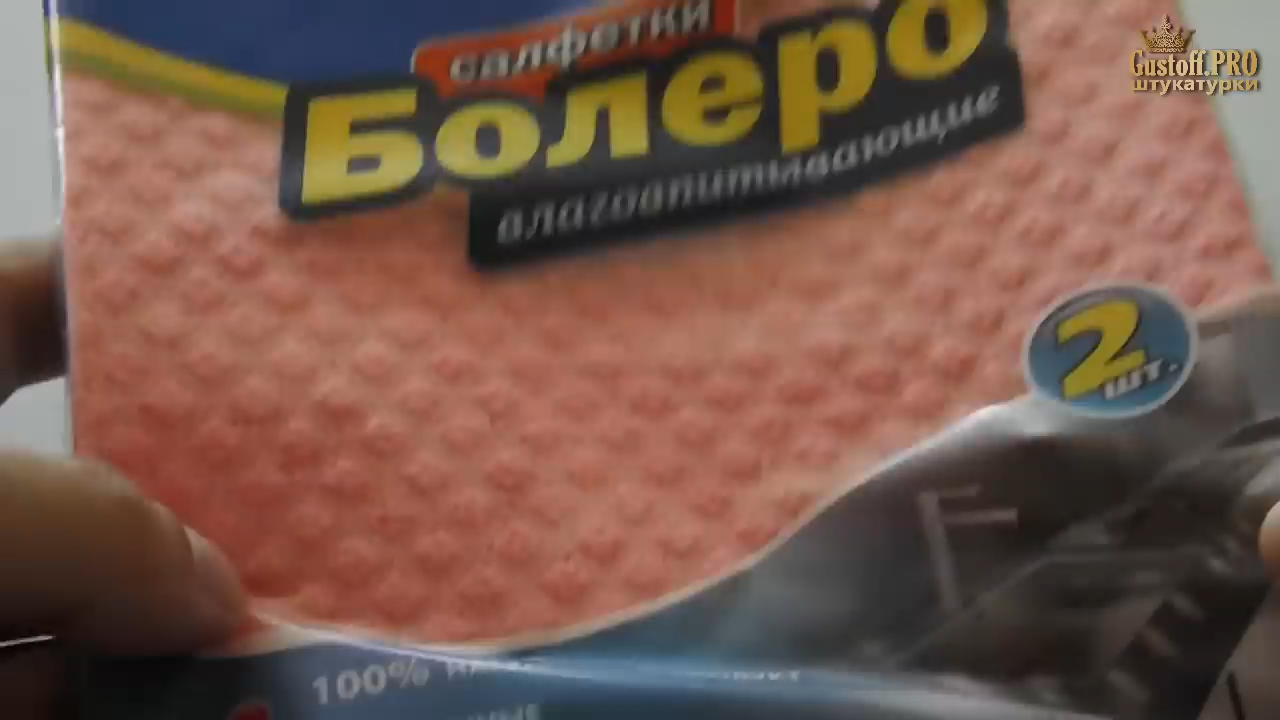 Gustoff.PRO
штукатурки
салфетки
Болеро
влаговпитывающие
2
шт.
100%